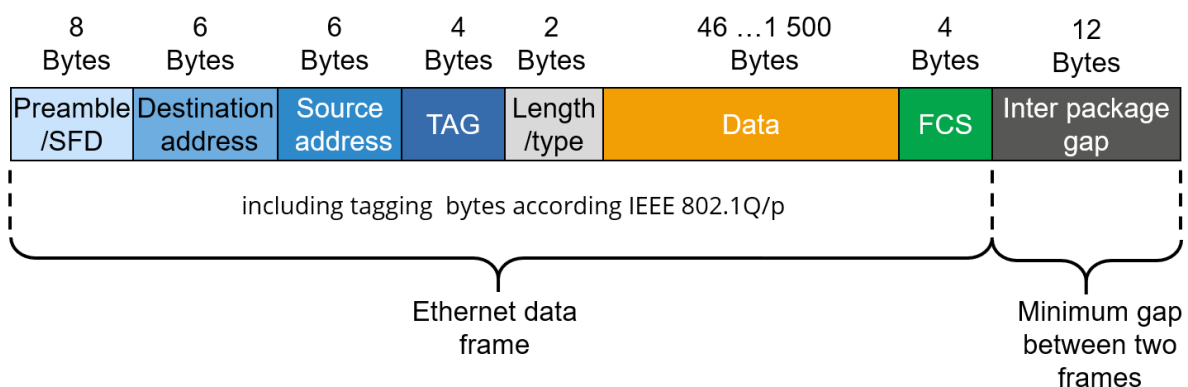 8 6 6 4 2 46 ...1 500 4 12
Bytes Bytes Bytes Bytes Bytes Bytes Bytes Bytes
Preamble Destination Source TAG Length Data FCS Inter package
/SFD address address /type gap
including tagging bytes according IEEE 802.1Q/p
Ethernet data
frame
Minimum gap
between two
frames